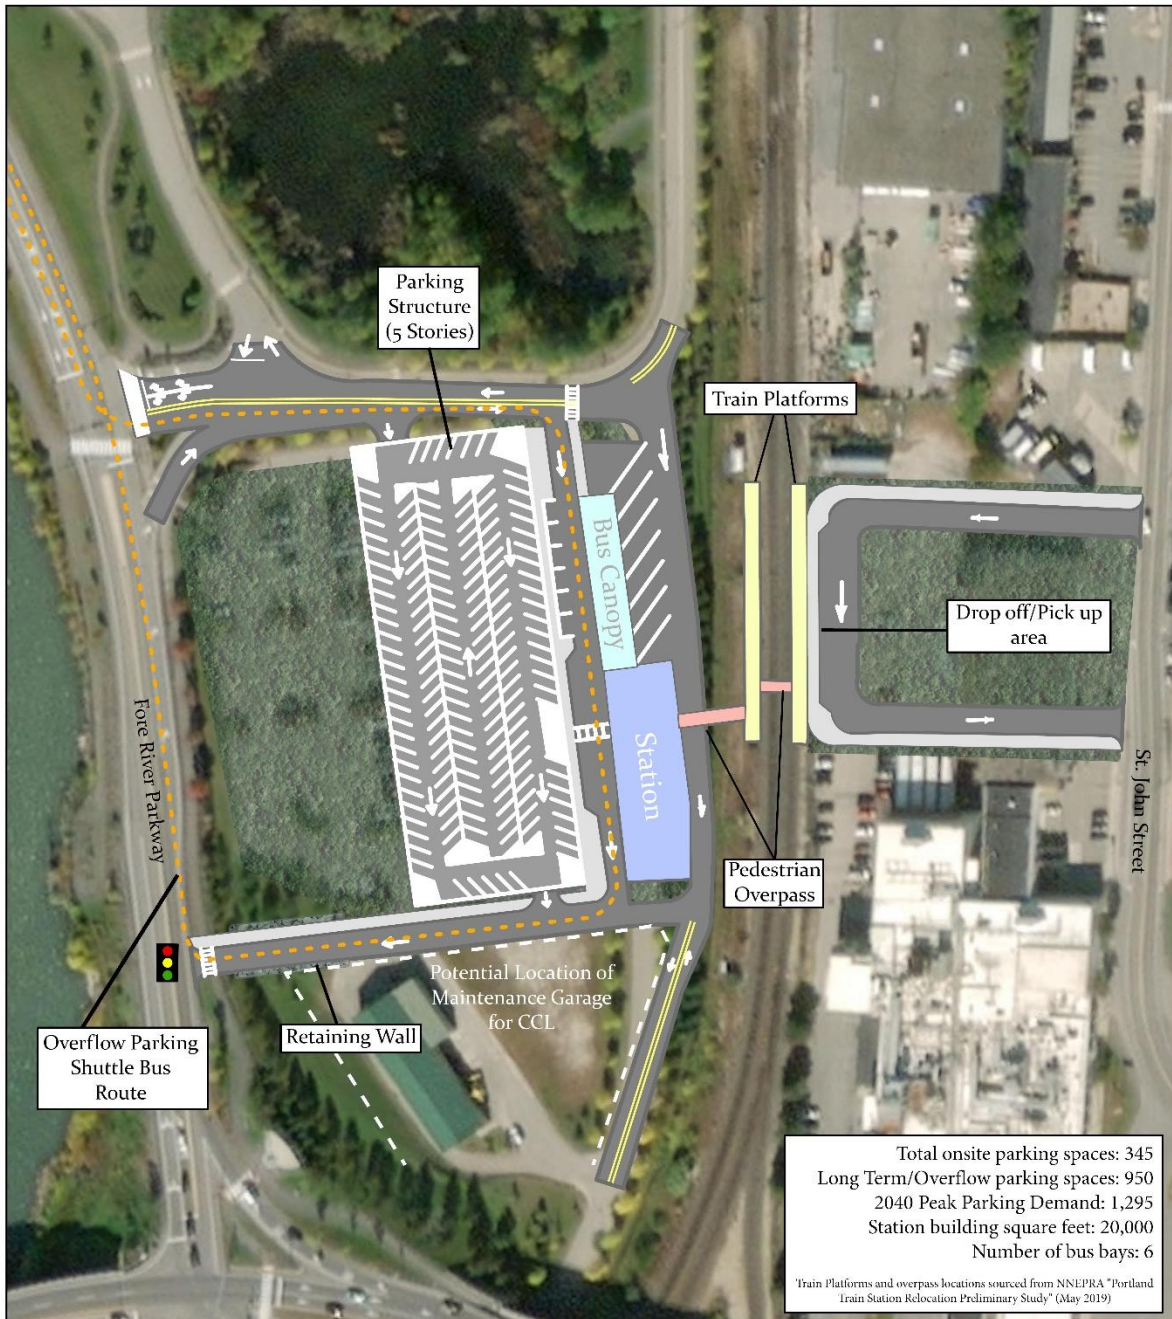 Parking
Structure
(5 Stories)
Train Platforms
Bus Canopy
Drop off/Pick up
area
Fore River Parkway
Station
St. John Street
Pedestrian
Overpass
Potential Location of
Maintenance Garage
for CCL
Retaining Wall
Overflow Parking
Shuttle Bus
Route
Total onsite parking spaces: 345
Long Term/Overflow parking spaces: 950
2040 Peak Parking Demand: 1,295
Station building square feet: 20,000
Number of bus bays: 6
Train Platforms and overpass locations sourced from NNEPRA "Portland
Train Station Relocation Preliminary Study" (May 2019)